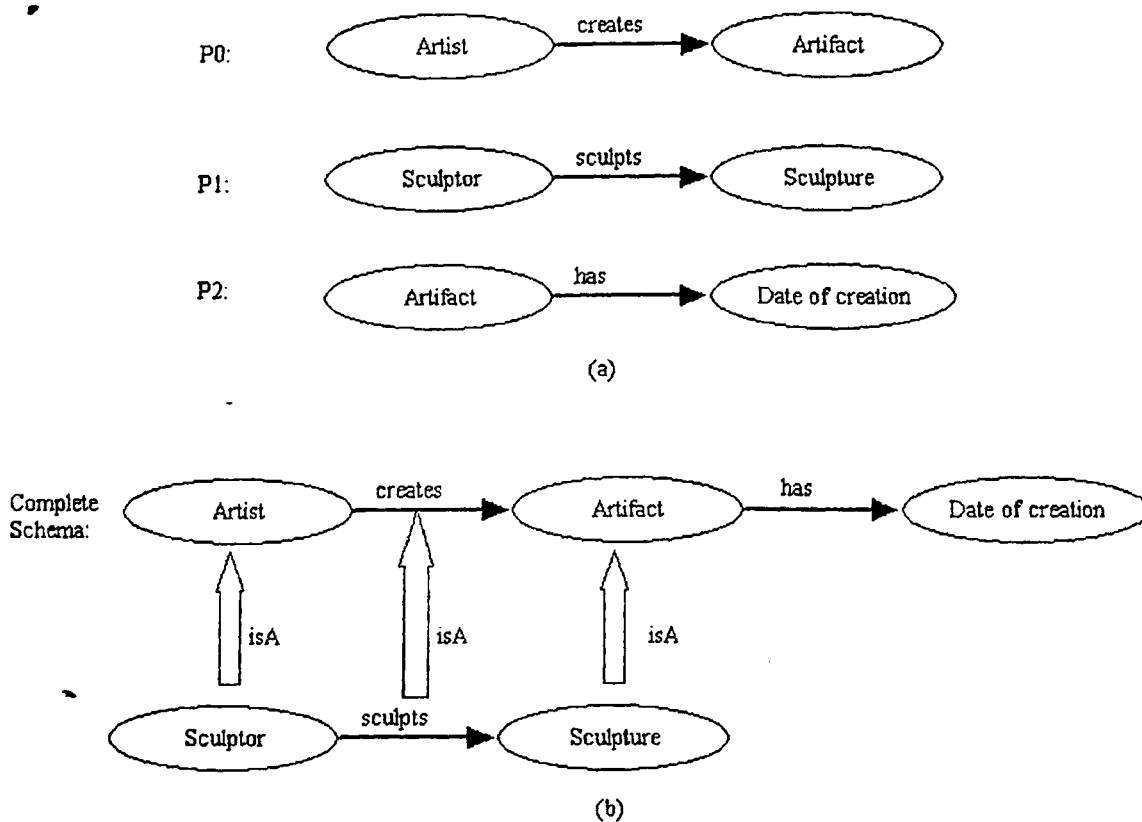 creates
P0: Artist Artifact
sculpts
P1: Sculptor Sculpture
has
P2: Artifact Date of creation
(a)
creates has
Complete
Schema: Artist Artifact Date of creation
isA isA isA
sculpts
Sculptor Sculpture
(b)